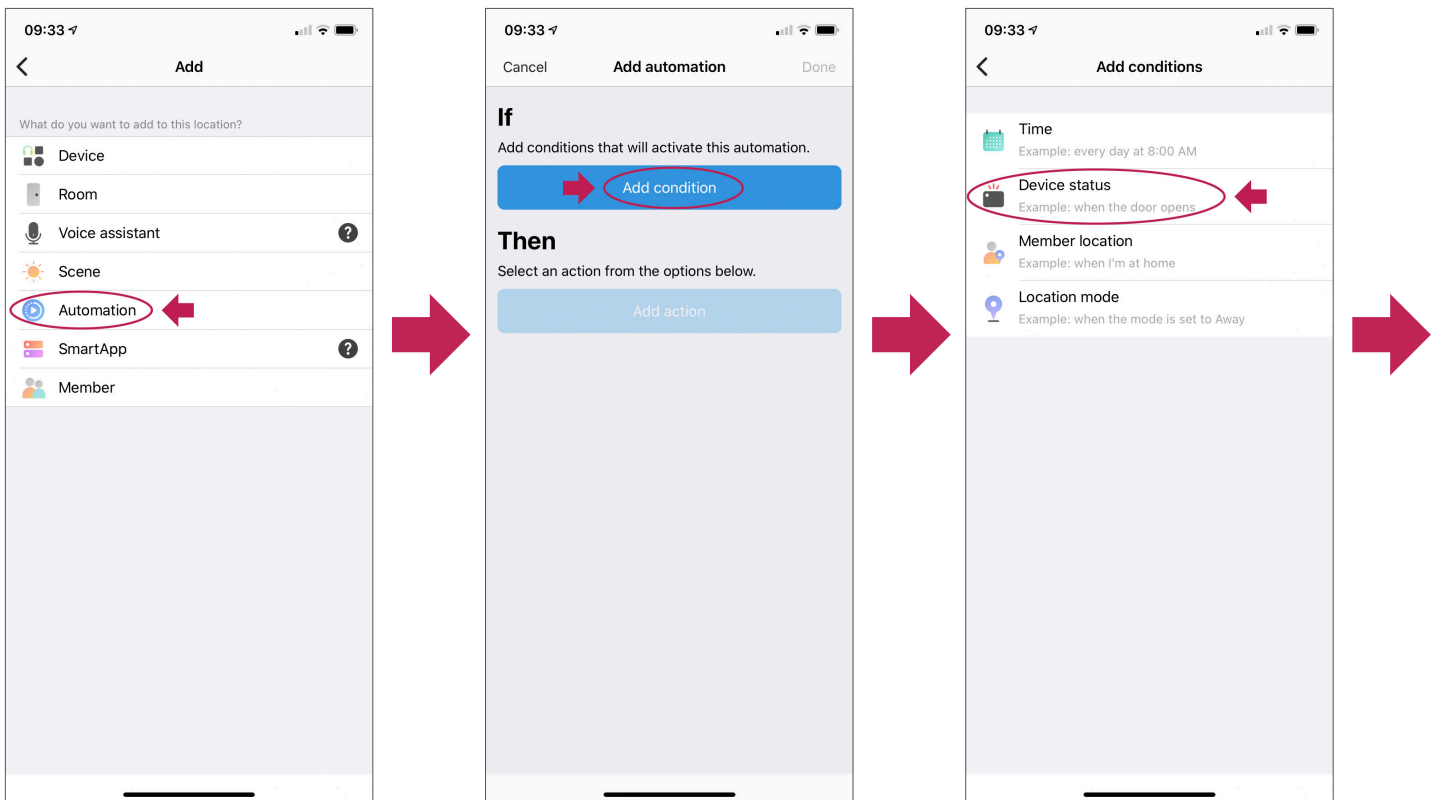 09:33
Add
What do you want to add to this location?
Device
Room
Voice assistant ?
Scene
Automation
SmartApp ?
Member
09:33
Cancel Add automation Done
If
Add conditions that will activate this automation.
Add condition
Then
Select an action from the options below.
Add action
09:33
Add conditions
Time
Example: every day at 8:00 AM
Device status
Example: when the door opens
Member location
Example: when I'm at home
Location mode
Example: when the mode is set to Away